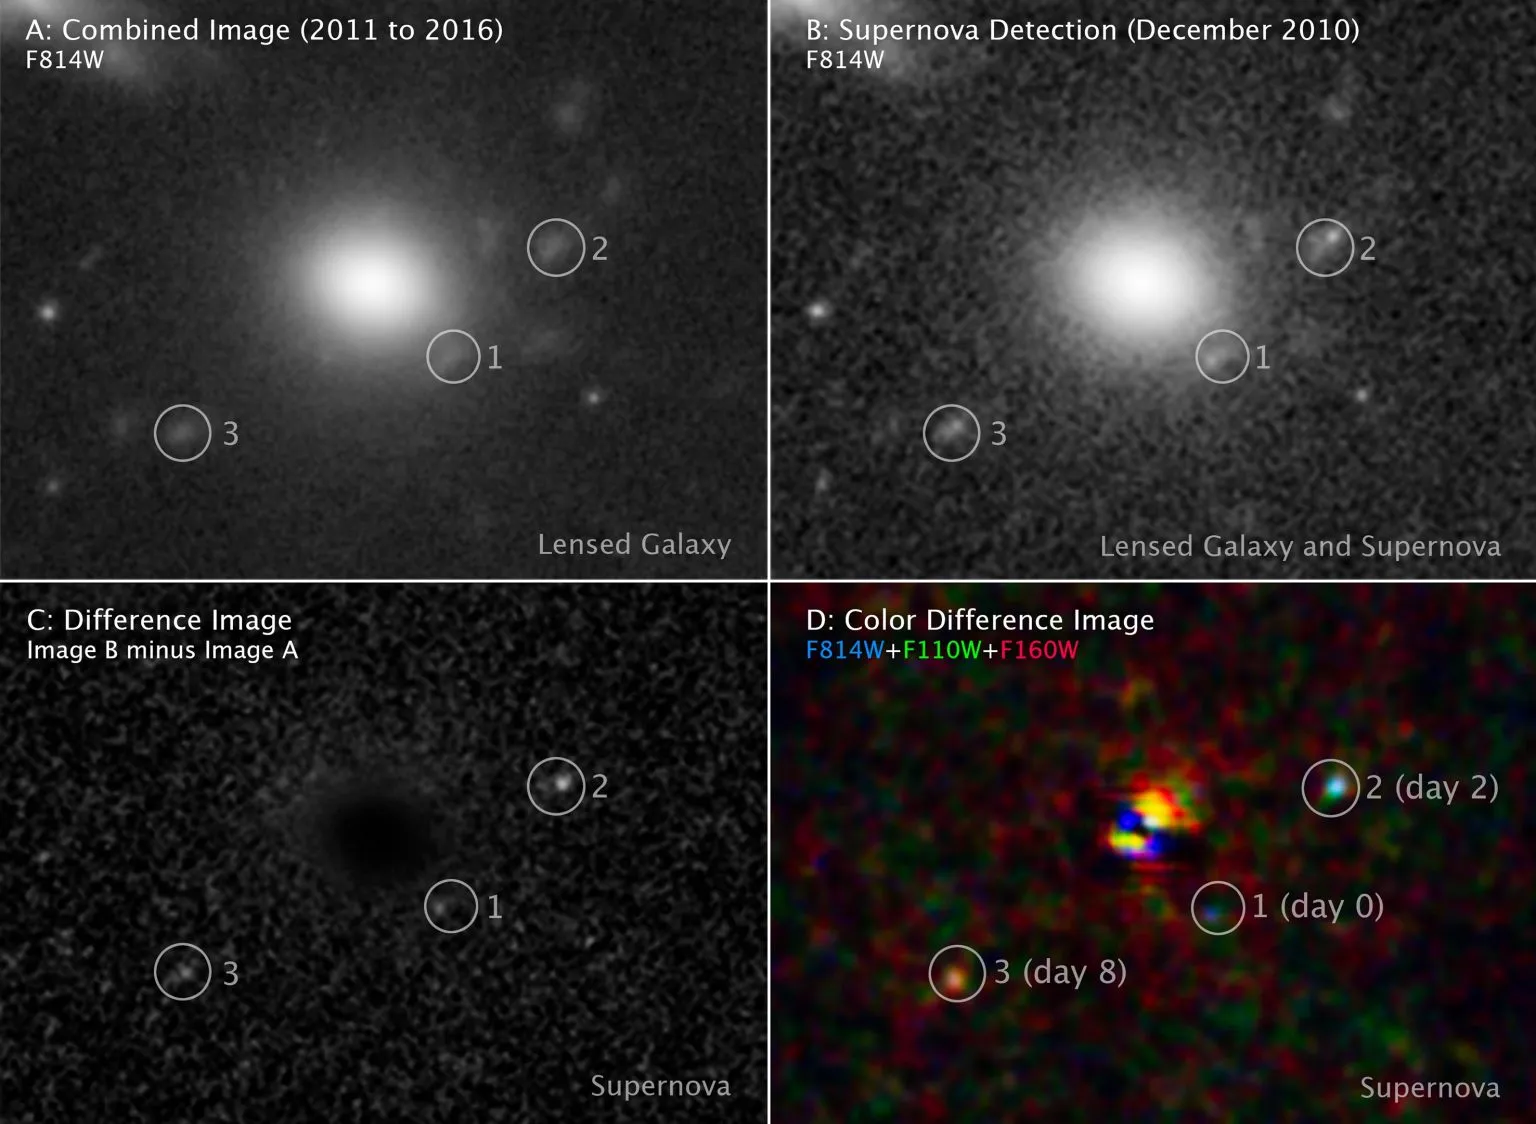 A: Combined Image (2011 to 2016)
F814W
2
1
3
Lensed Galaxy
B: Supernova Detection (December 2010)
F814W
2
1
3
Lensed Galaxy and Supernova
C: Difference Image
Image B minus Image A
2
1
3
Supernova
D: Color Difference Image
F814W+F110W+F160W
2 (day 2)
1 (day 0)
3 (day 8)
Supernova